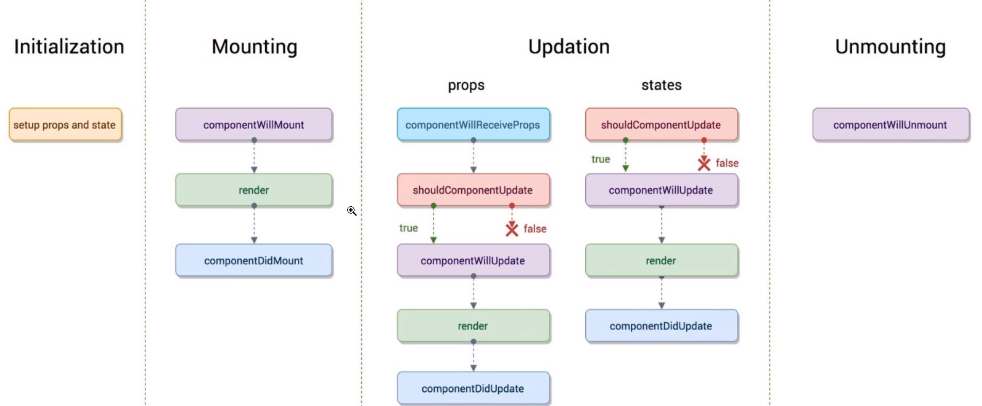 Initialization
Mounting
Updation
Unmounting
props
states
setup props and state
componentWillMount
render
componentDidMount
componentWillReceiveProps
shouldComponentUpdate
true
false
componentWillUpdate
render
componentDidUpdate
shouldComponentUpdate
true
false
componentWillUpdate
render
componentDidUpdate
componentWillUnmount